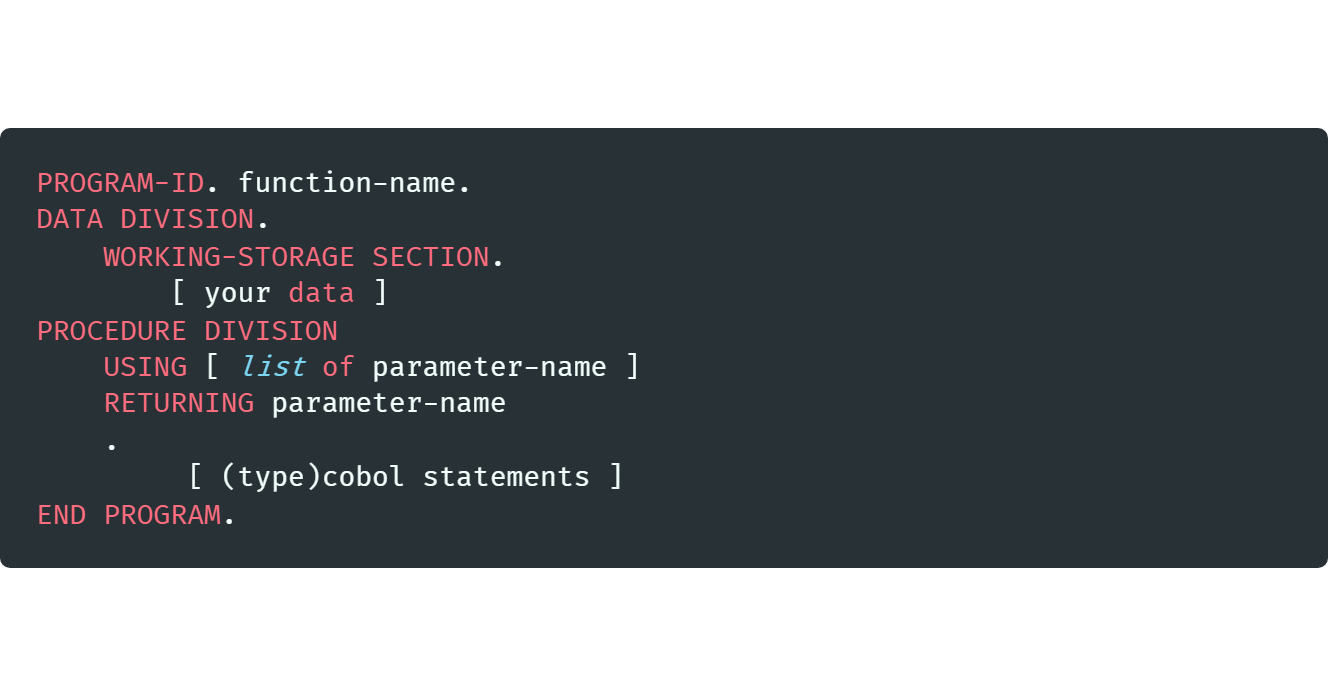 PROGRAM-ID. function-name.
DATA DIVISION.
    WORKING-STORAGE SECTION.
        [ your data ]
PROCEDURE DIVISION
    USING [ list of parameter-name ]
    RETURNING parameter-name
    .
         [ (type)cobol statements ]
END PROGRAM.